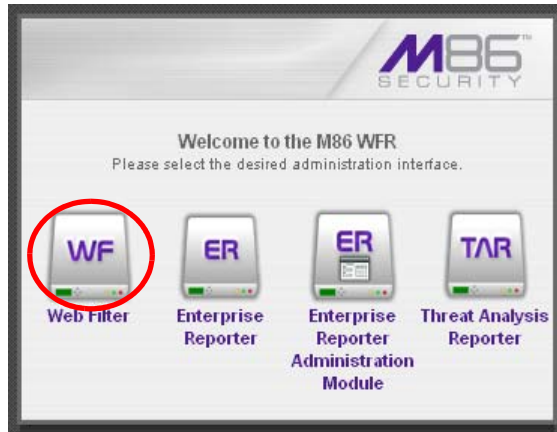 M86™
SECURITY
Welcome to the M86 WFR
Please select the desired administration interface.
WF
ER
ER
TAR
Web Filter
Enterprise
Reporter
Enterprise
Reporter
Administration
Module
Threat Analysis
Reporter